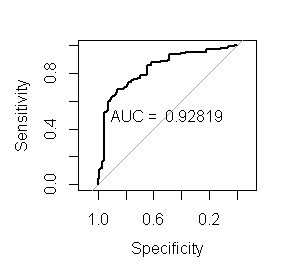 Sensitivity
0.8
0.4
0.0
AUC = 0.92819
1.0 0.6 0.2
Specificity